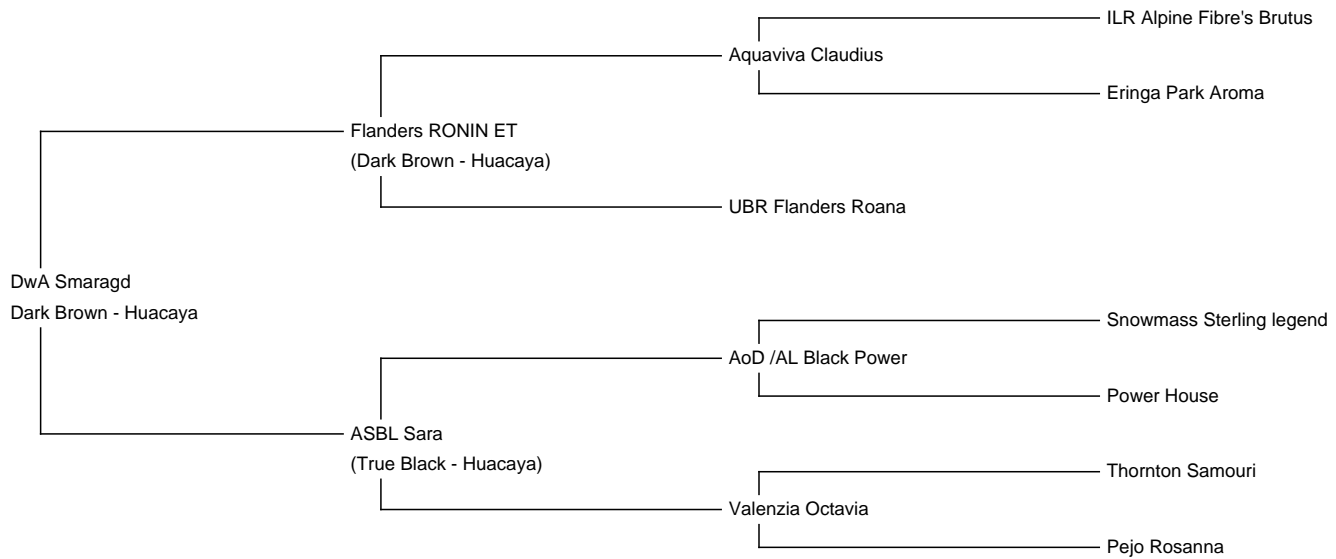 ILR Alpine Fibre's Brutus
Aquaviva Claudius
Eringa Park Aroma
Flanders RONIN ET
(Dark Brown - Huacaya)
UBR Flanders Roana
DwA Smaragd
Dark Brown - Huacaya
Snowmass Sterling legend
AoD /AL Black Power
Power House
ASBL Sara
(True Black - Huacaya)
Thornton Samouri
Valenzia Octavia
Pejo Rosanna